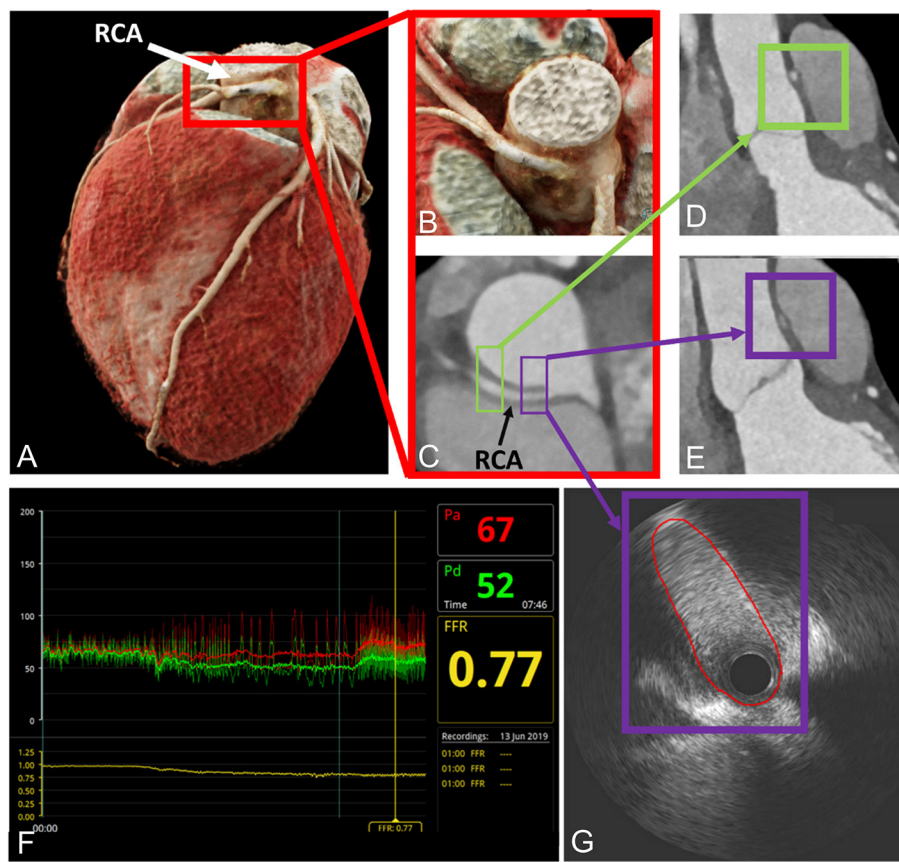 RCA
A
B
C
RCA
D
E
200
150
100
50
0
1.25
1.00
0.75
0.50
0.25
0.00
00:00
FFR: 0.77
Pa
67
Pd
52
Time 07:46
FFR
0.77
Recordings: 13 Jun 2019
01:00 FFR ----
01:00 FFR ----
01:00 FFR ----
F
G